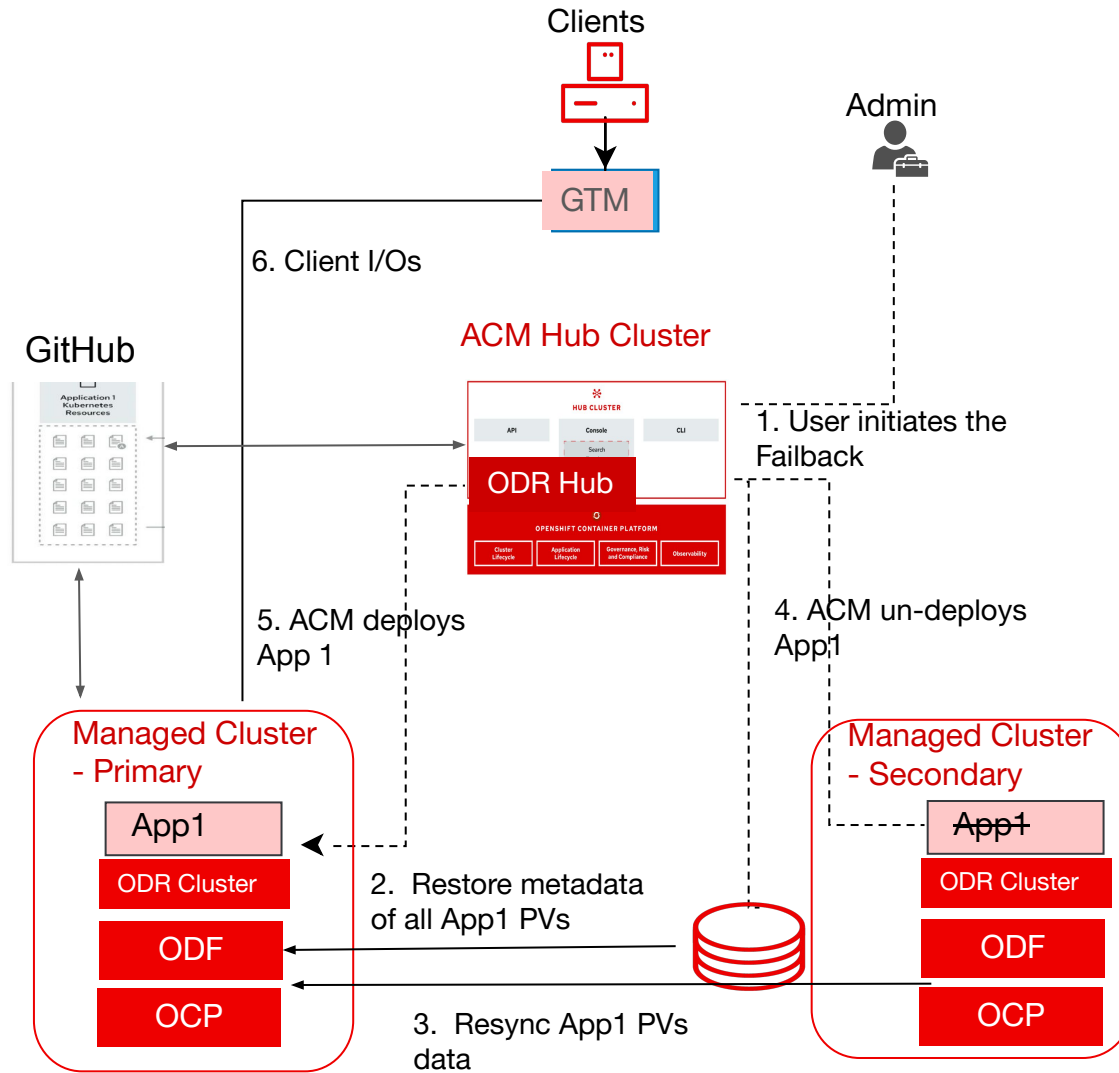 Clients
Admin
GTM
6. Client I/Os
ACM Hub Cluster
GitHub
Application 1
Kubernetes
Resources
HUB CLUSTER
API
Console
CLI
Search
1. User initiates the
Failback
ODR Hub
OPENSHIFT CONTAINER PLATFORM
Cluster
Lifecycle
Application
Lifecycle
Governance, Risk
and Compliance
Observability
5. ACM deploys
App 1
4. ACM un-deploys
App1
Managed Cluster
- Primary
App1
ODR Cluster
ODF
OCP
2. Restore metadata
of all App1 PVs
3. Resync App1 PVs
data
Managed Cluster
- Secondary
App1
ODR Cluster
ODF
OCP